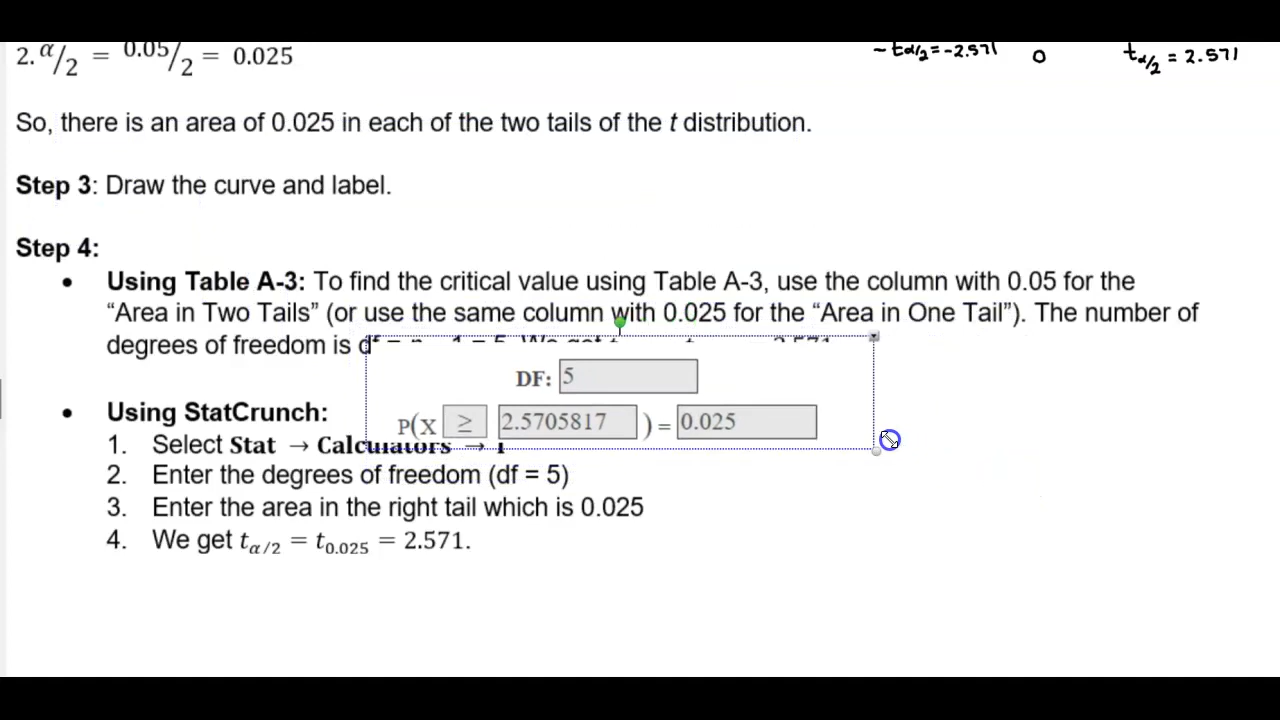 2. α/2 = 0.05/2 = 0.025
- tα/2 = -2.571 0 tα/2 = 2.571
So, there is an area of 0.025 in each of the two tails of the t distribution.
Step 3: Draw the curve and label.
Step 4:
• Using Table A-3: To find the critical value using Table A-3, use the column with 0.05 for the
“Area in Two Tails” (or use the same column with 0.025 for the “Area in One Tail”). The number of
degrees of freedom is
DF: 5
P(X ≥ 2.5705817 ) = 0.025
• Using StatCrunch:
1. Select Stat → Calculators → T
2. Enter the degrees of freedom (df = 5)
3. Enter the area in the right tail which is 0.025
4. We get tα/2 = t0.025 = 2.571.